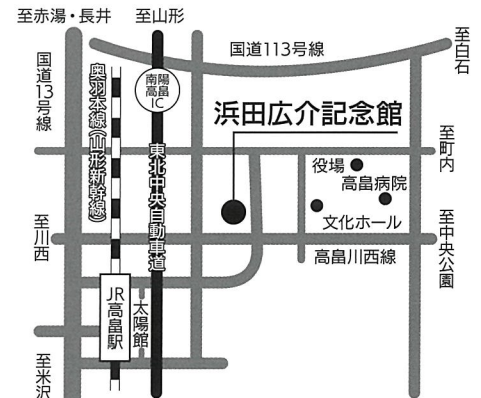 至赤湯・長井
至山形
国道113号線
至白石
国道13号線
奥羽本線(山形新幹線)
南陽
高畠
IC
浜田広介記念館
東北中央自動車道
至町内
役場
高畠病院
文化ホール
至川西
至中央公園
高畠川西線
JR高畠駅
太陽館
至米沢